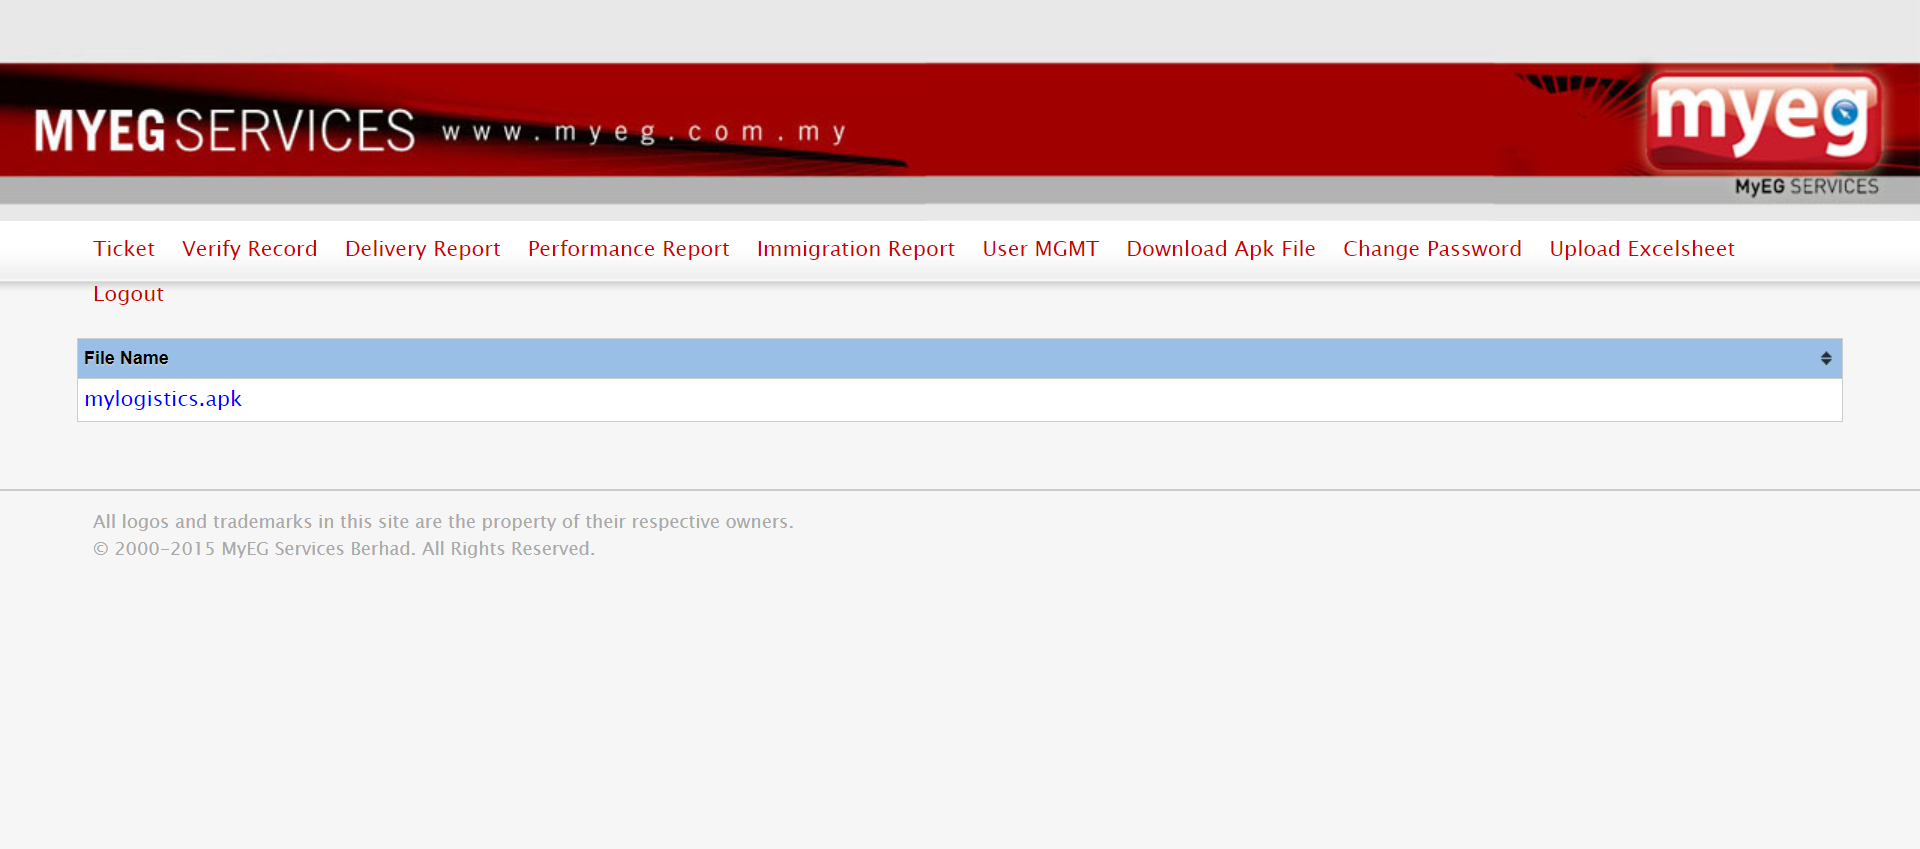 MYEG SERVICES www.myeg.com.my
myeg
MyEG SERVICES
Ticket Verify Record Delivery Report Performance Report Immigration Report User MGMT Download Apk File Change Password Upload Excelsheet
Logout
File Name
mylogistics.apk
All logos and trademarks in this site are the property of their respective owners.
© 2000-2015 MyEG Services Berhad. All Rights Reserved.